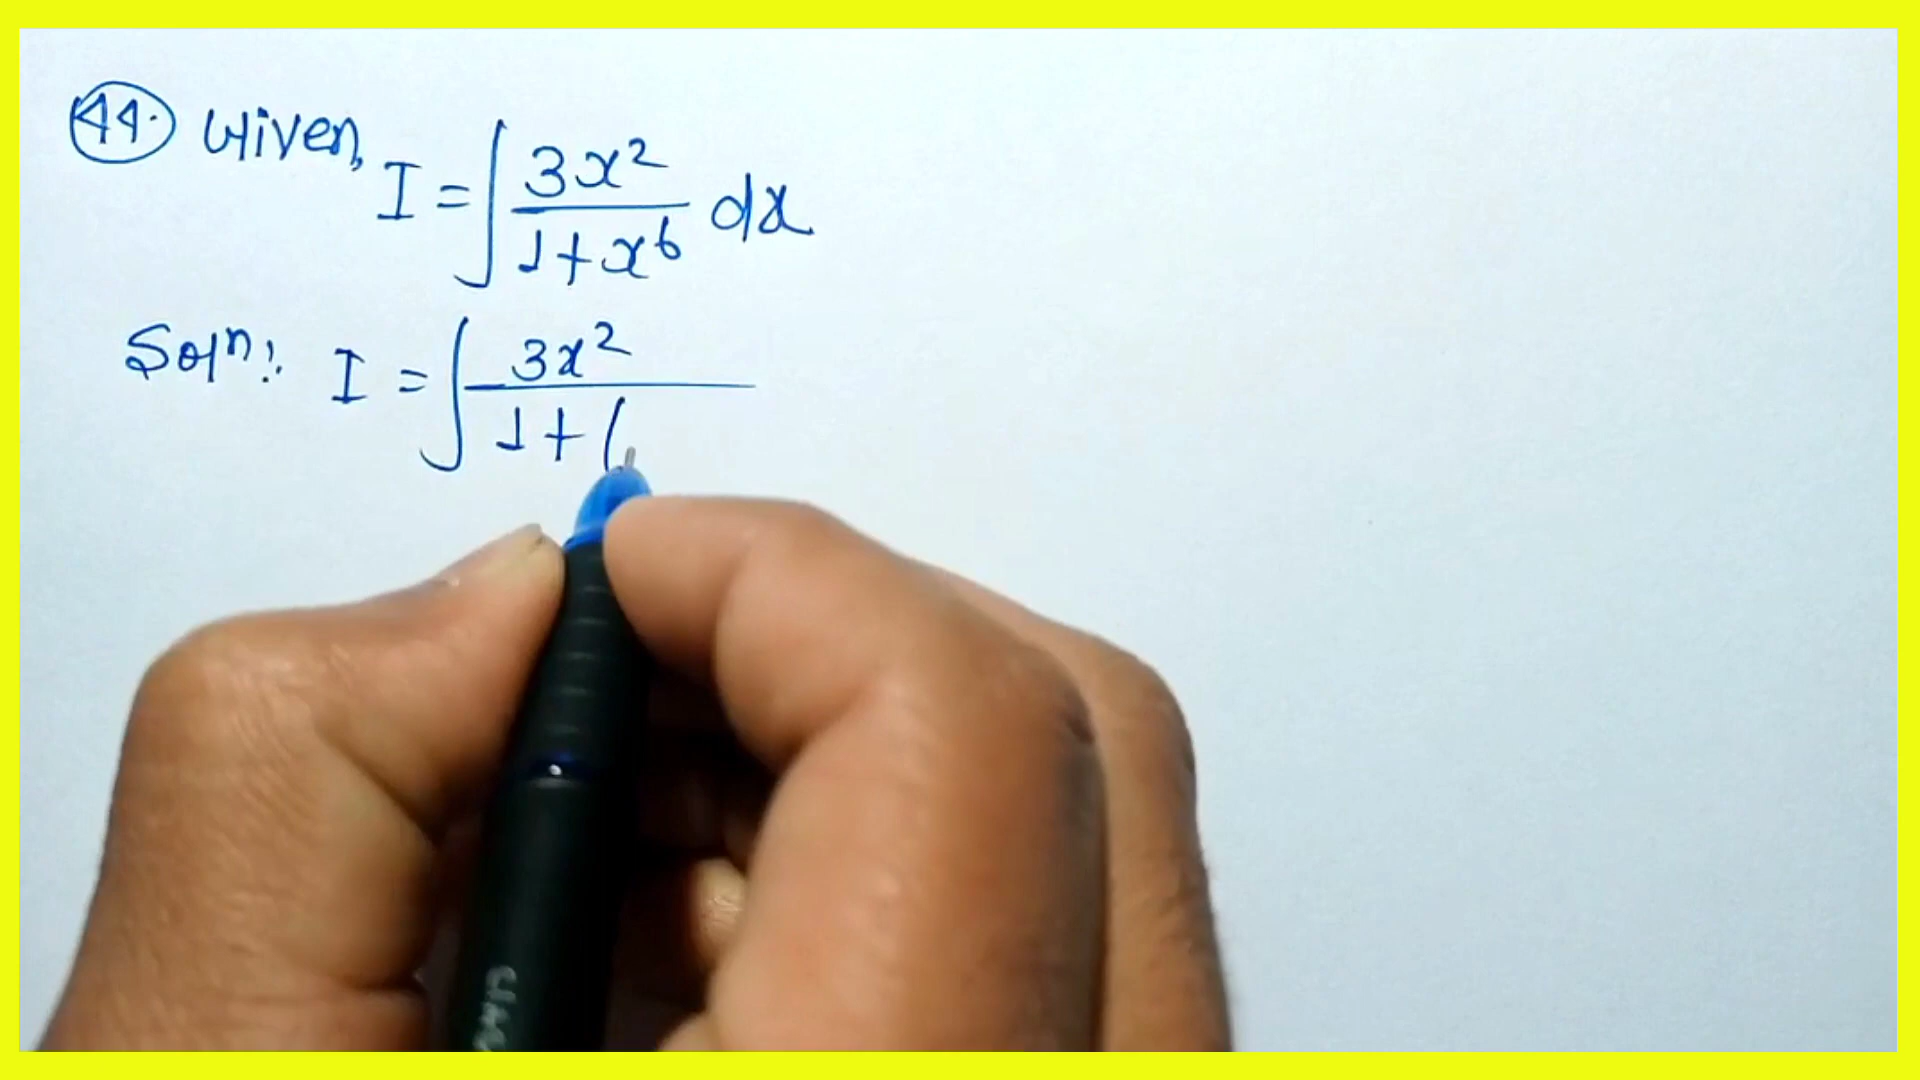 44. Given, I = ∫ 3x²/1+x⁶ dx
Solⁿ: I = ∫ 3x²/1+(